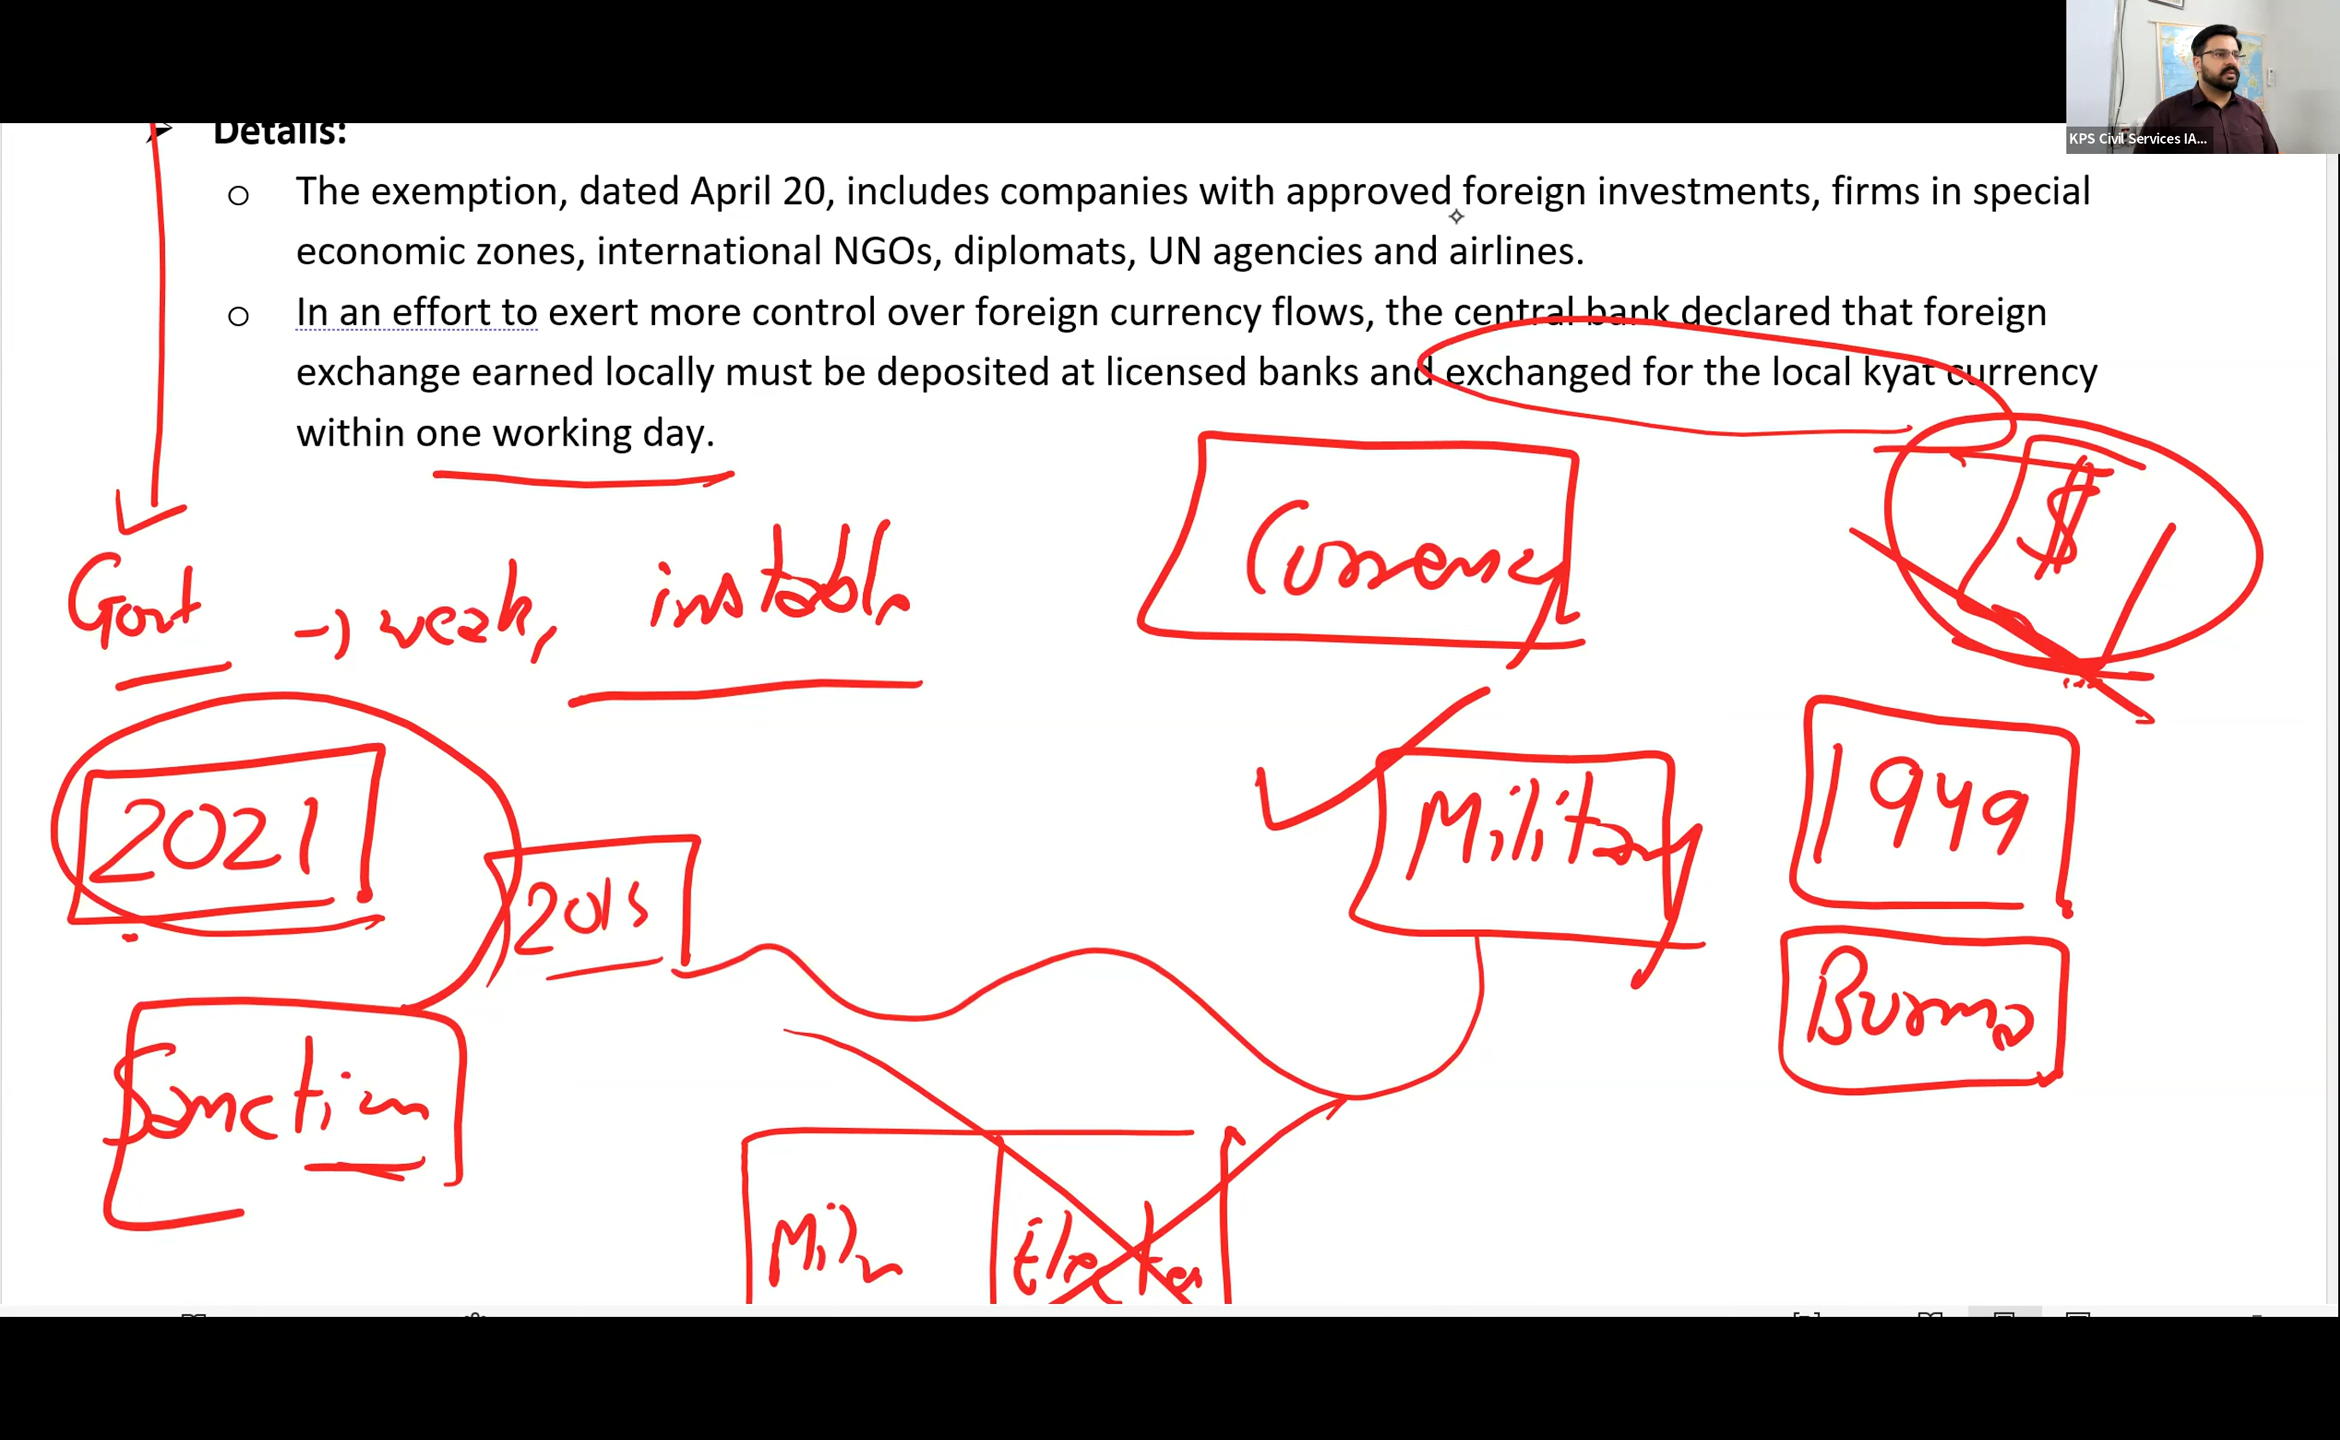 KPS Civil Services IA...
Details:
The exemption, dated April 20, includes companies with approved foreign investments, firms in special
economic zones, international NGOs, diplomats, UN agencies and airlines.
In an effort to exert more control over foreign currency flows, the central bank declared that foreign
exchange earned locally must be deposited at licensed banks and exchanged for the local kyat currency
within one working day.
$
Currency
Govt → weak, instable
2021
2015
Military
1949
Burma
Sanction